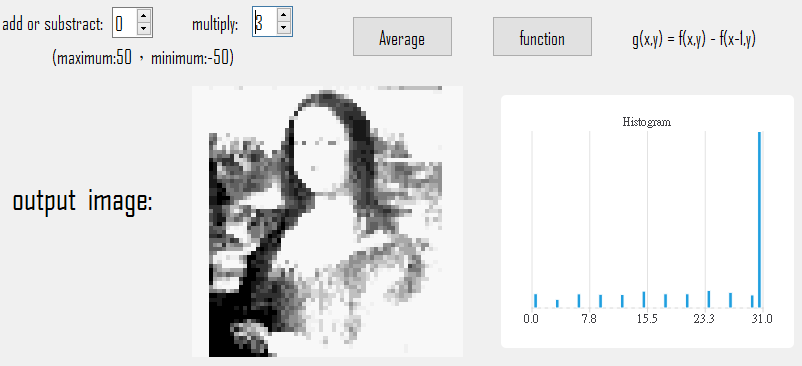 add or substract: 0 multiply: 3 Average function g(x,y) = f(x,y) - f(x-1,y)
(maximum:50，minimum:-50)
Histogram
output image:
0.0 7.8 15.5 23.3 31.0